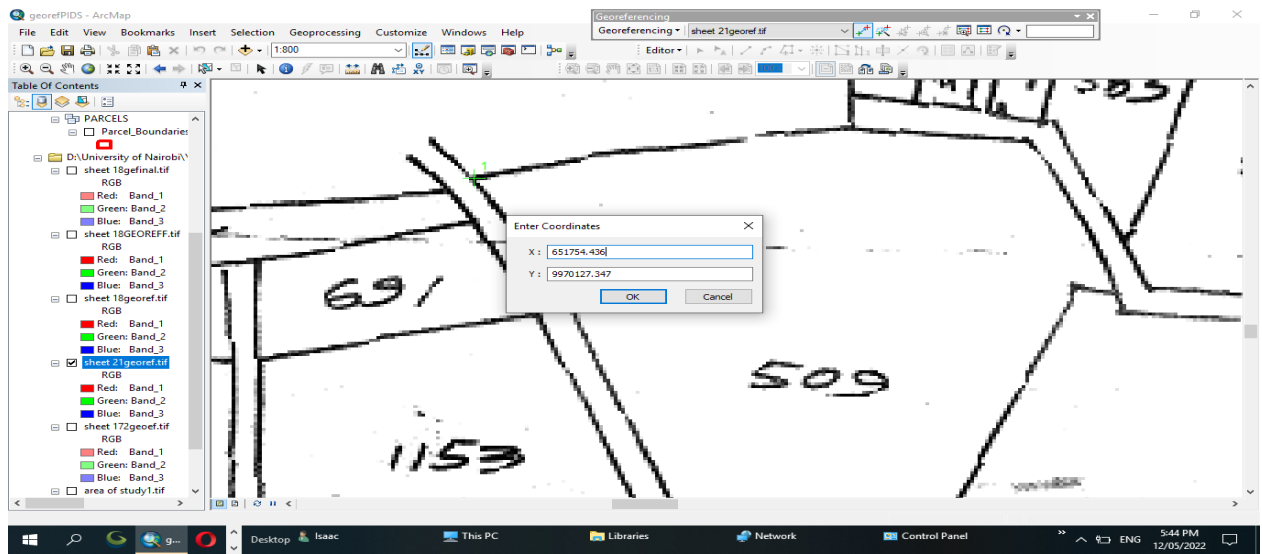 georefPIDS - ArcMap
Georeferencing
File Edit View Bookmarks Insert Selection Geoprocessing Customize Windows Help
Georeferencing sheet 21georef.tif
1:800
Editor
Table Of Contents
PARCELS
Parcel_Boundaries
D:\University of Nairobi\
sheet 18gefinal.tif
RGB
Red: Band_1
Green: Band_2
Blue: Band_3
sheet 18GEOREFF.tif
RGB
Red: Band_1
Green: Band_2
Blue: Band_3
sheet 18georef.tif
RGB
Red: Band_1
Green: Band_2
Blue: Band_3
sheet 21georef.tif
RGB
Red: Band_1
Green: Band_2
Blue: Band_3
sheet 172geoef.tif
RGB
Red: Band_1
Green: Band_2
Blue: Band_3
area of study1.tif
1
Enter Coordinates
X : 651754.436
Y : 9970127.347
OK Cancel
691
509
1153
Desktop Isaac This PC Libraries Network Control Panel
ENG
5:44 PM
12/05/2022